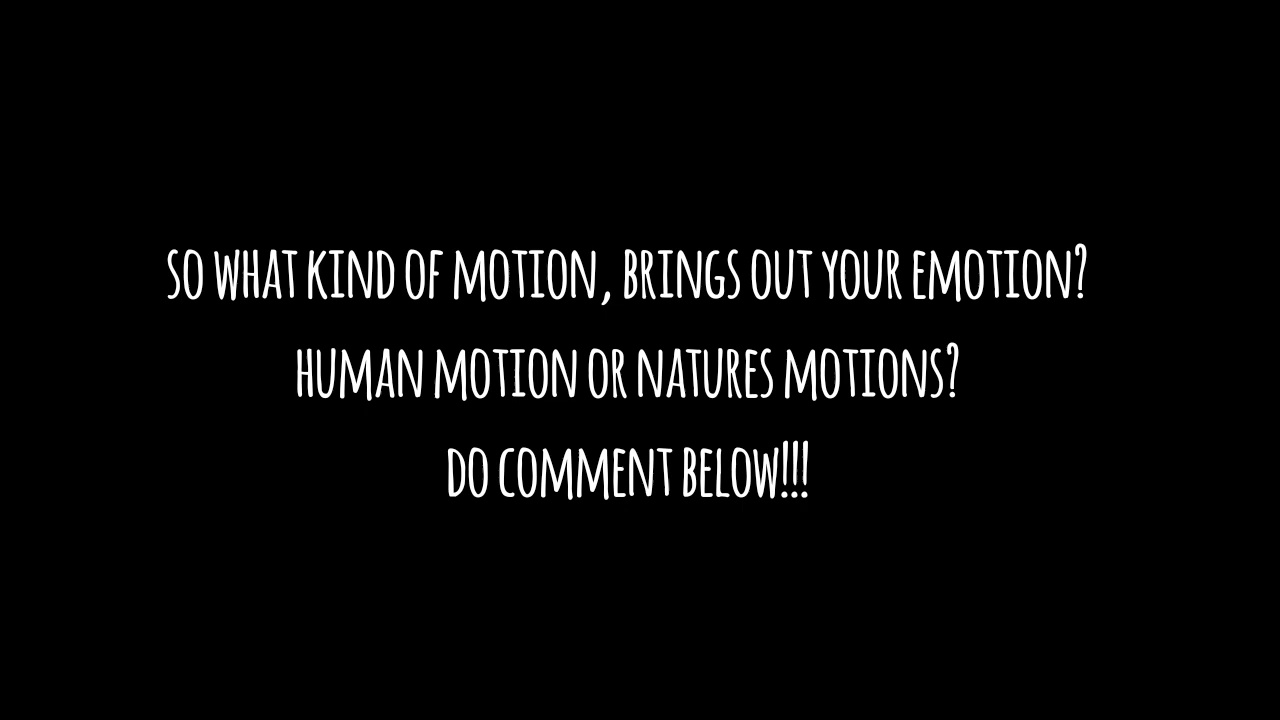 SO WHAT KIND OF MOTION, BRINGS OUT YOUR EMOTION?
HUMAN MOTION OR NATURES MOTIONS?
DO COMMENT BELOW!!!